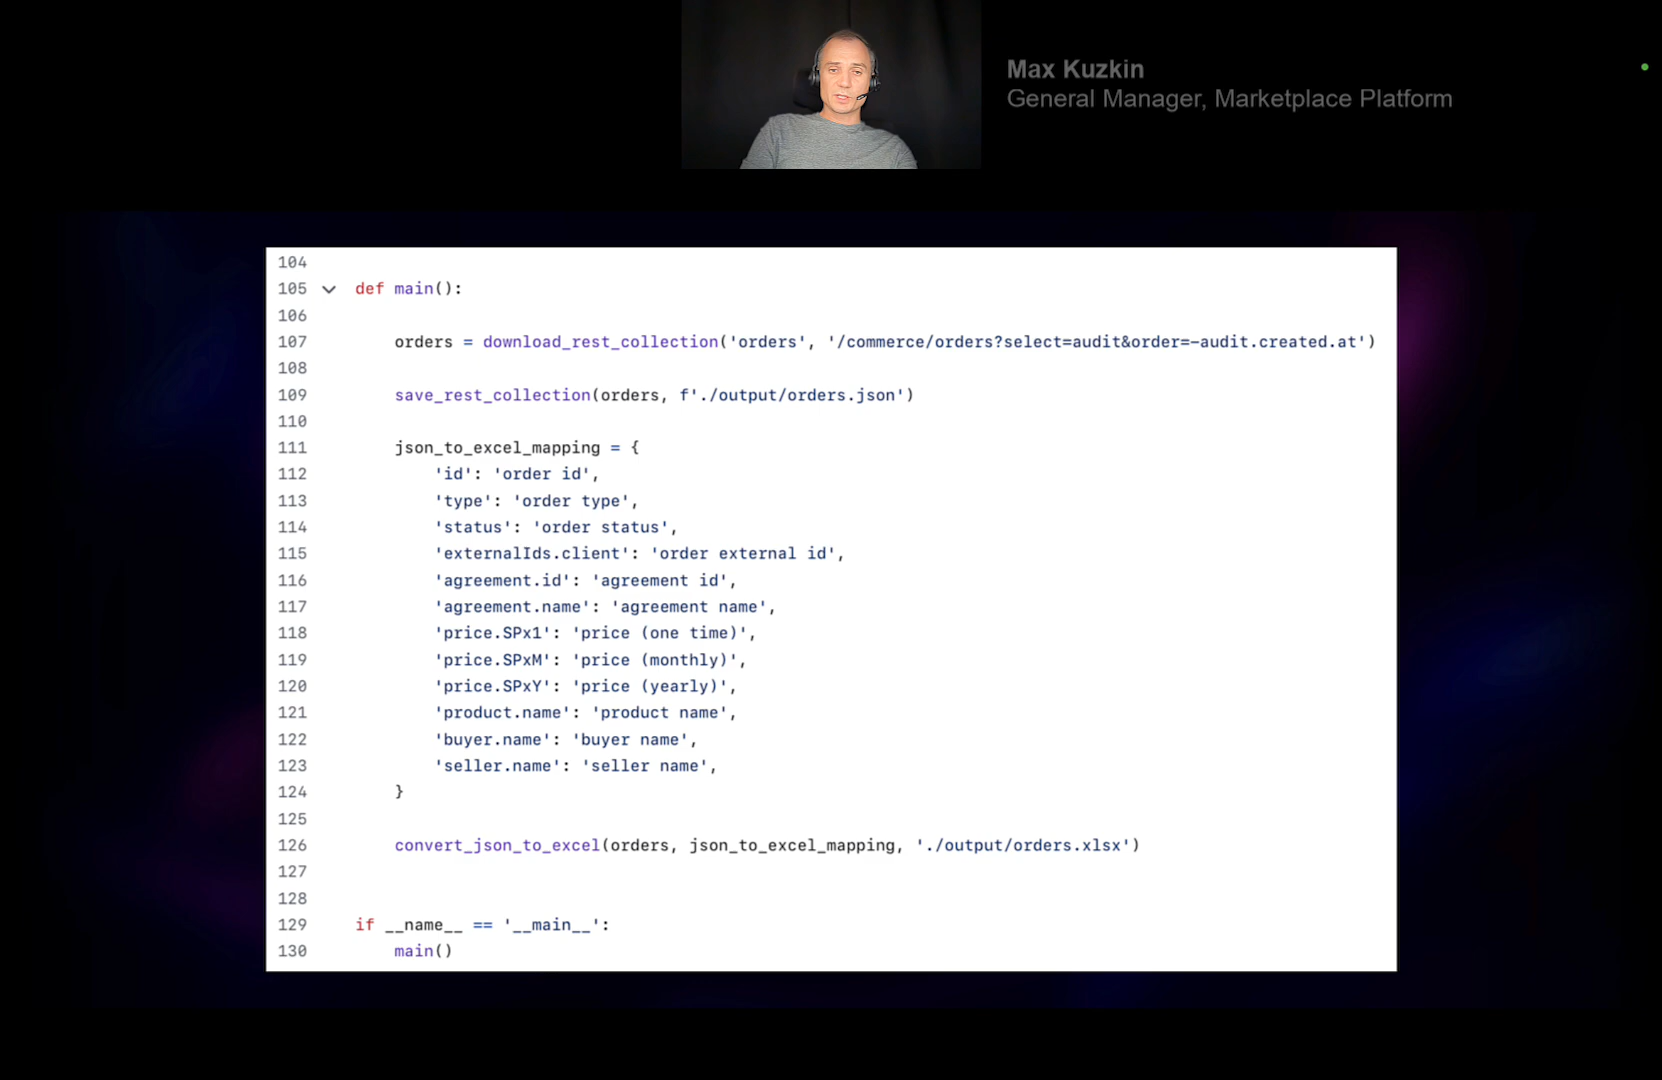 Max Kuzkin
General Manager, Marketplace Platform
104
105 def main():
106
107     orders = download_rest_collection('orders', '/commerce/orders?select=audit&order=-audit.created.at')
108
109     save_rest_collection(orders, f'./output/orders.json')
110
111     json_to_excel_mapping = {
112         'id': 'order id',
113         'type': 'order type',
114         'status': 'order status',
115         'externalIds.client': 'order external id',
116         'agreement.id': 'agreement id',
117         'agreement.name': 'agreement name',
118         'price.SPx1': 'price (one time)',
119         'price.SPxM': 'price (monthly)',
120         'price.SPxY': 'price (yearly)',
121         'product.name': 'product name',
122         'buyer.name': 'buyer name',
123         'seller.name': 'seller name',
124     }
125
126     convert_json_to_excel(orders, json_to_excel_mapping, './output/orders.xlsx')
127
128
129 if __name__ == '__main__':
130     main()